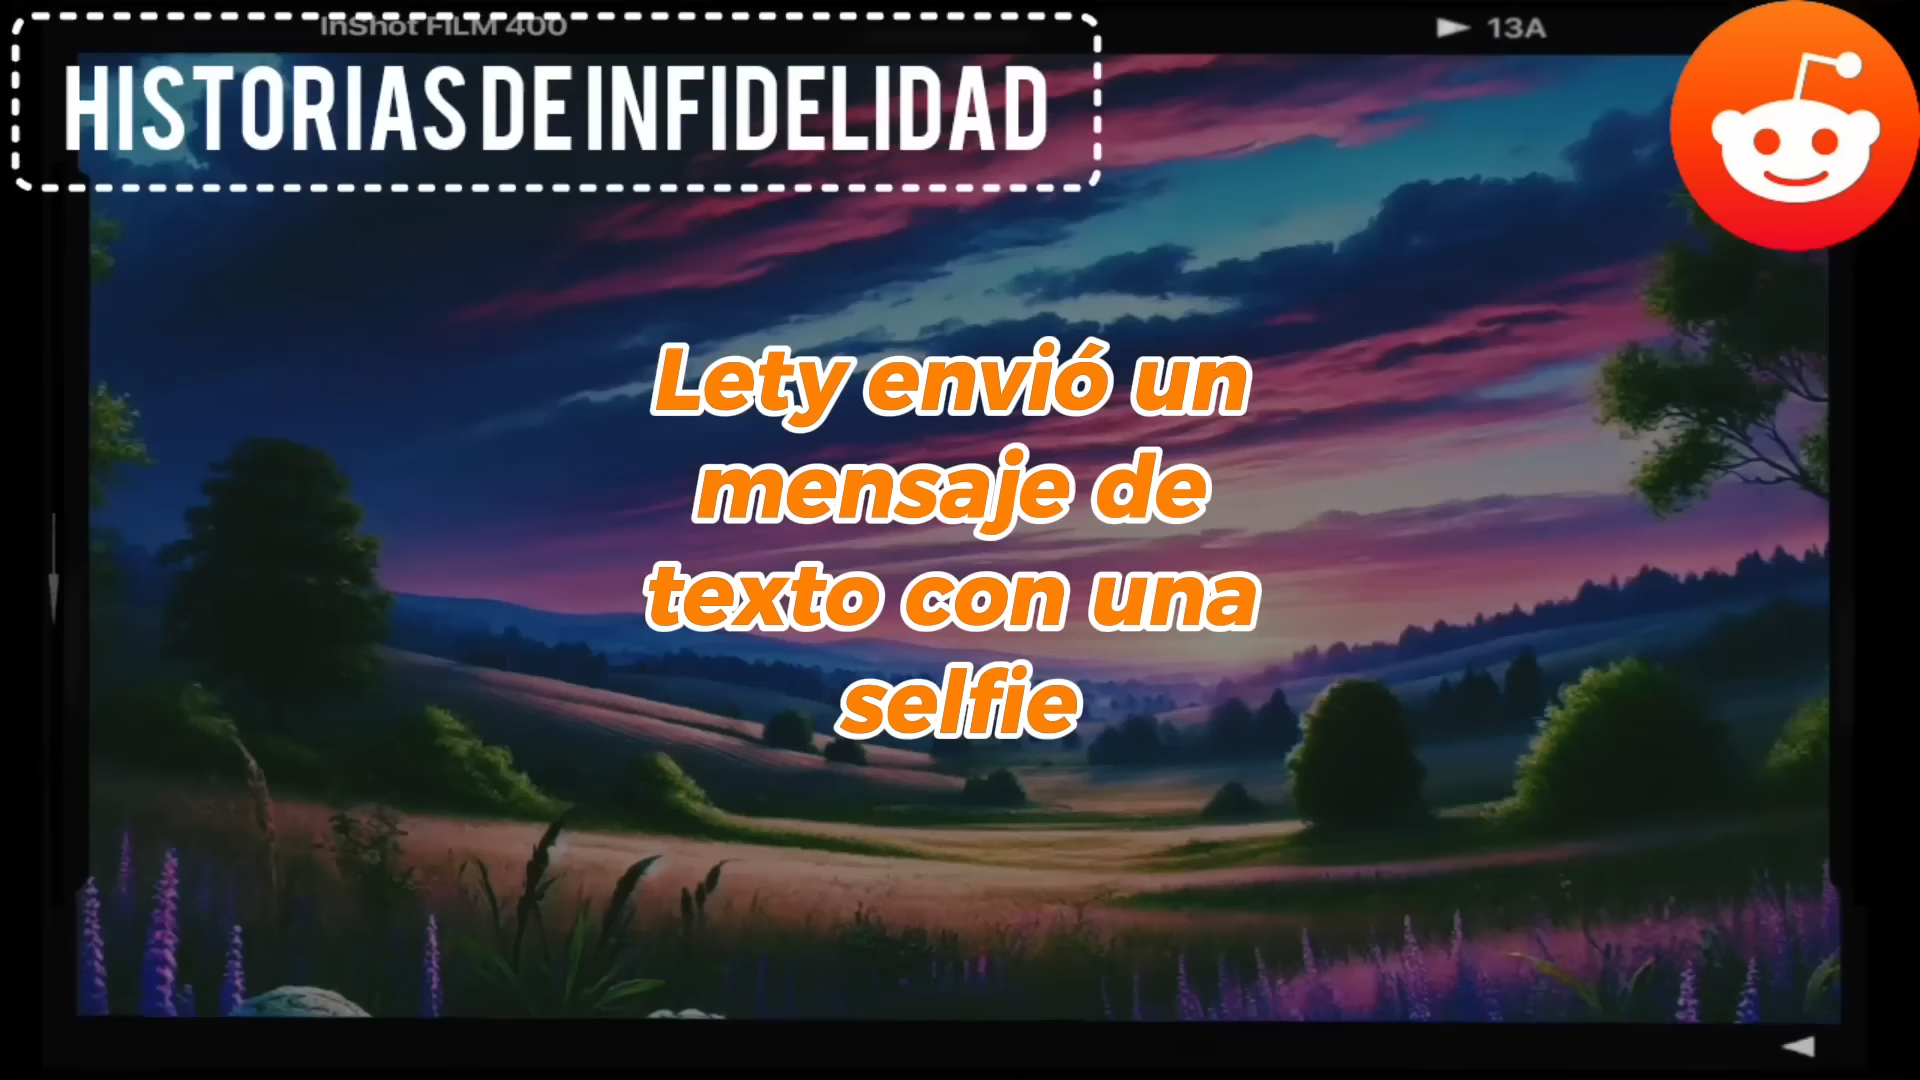 InShot FILM 400
13A
HISTORIAS DE INFIDELIDAD
Lety envió un
mensaje de
texto con una
selfie